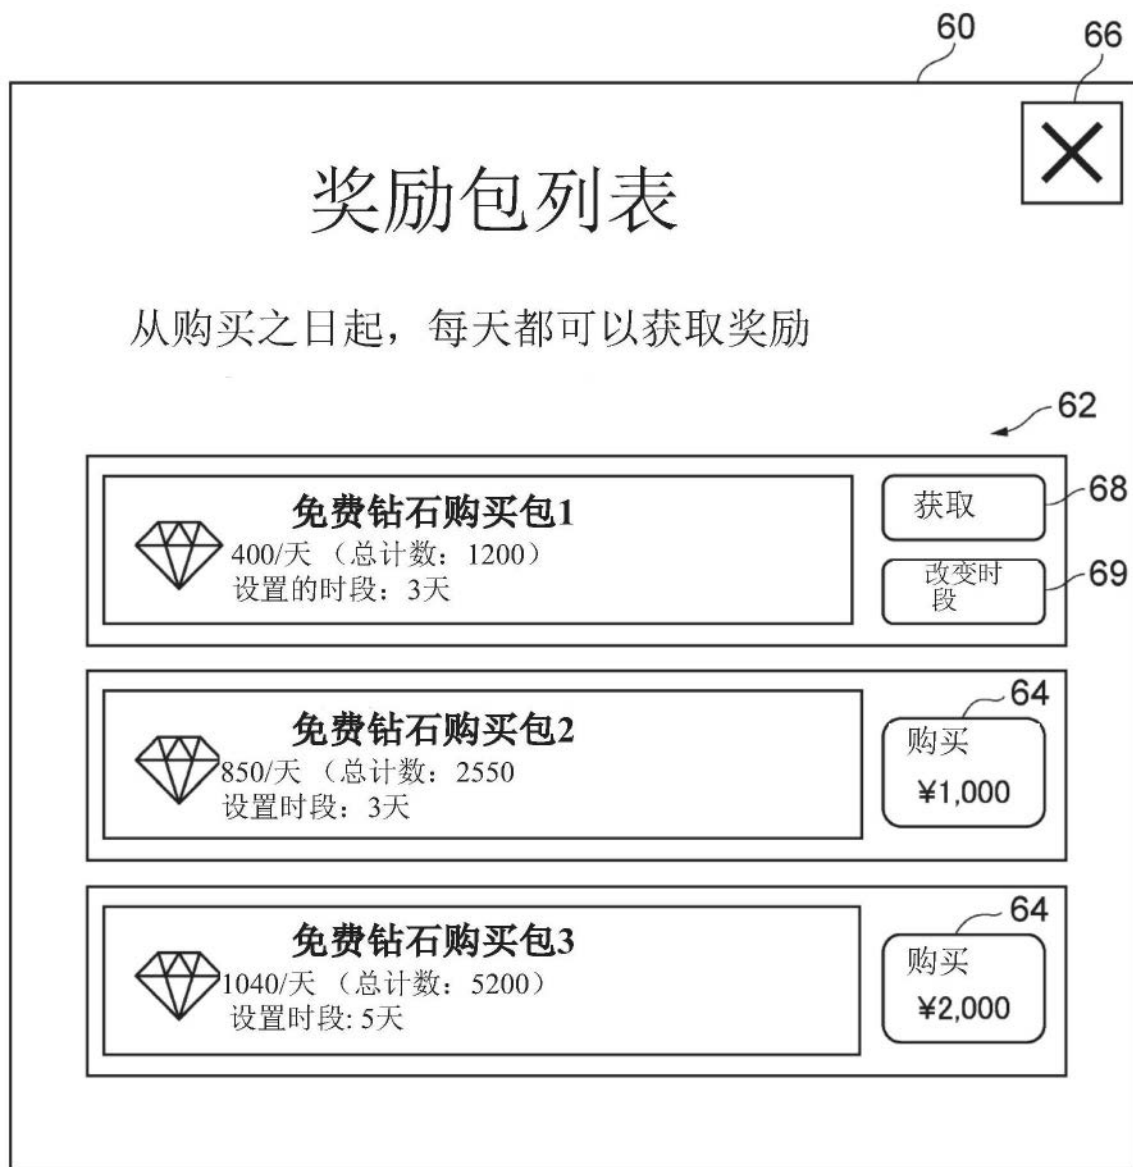 60
66
奖励包列表
从购买之日起，每天都可以获取奖励
62
免费钻石购买包1
400/天（总计数：1200）
设置的时段：3天
获取
68
改变时
段
69
免费钻石购买包2
850/天（总计数：2550
设置时段：3天
64
购买
¥1,000
免费钻石购买包3
1040/天（总计数：5200）
设置时段: 5天
64
购买
¥2,000